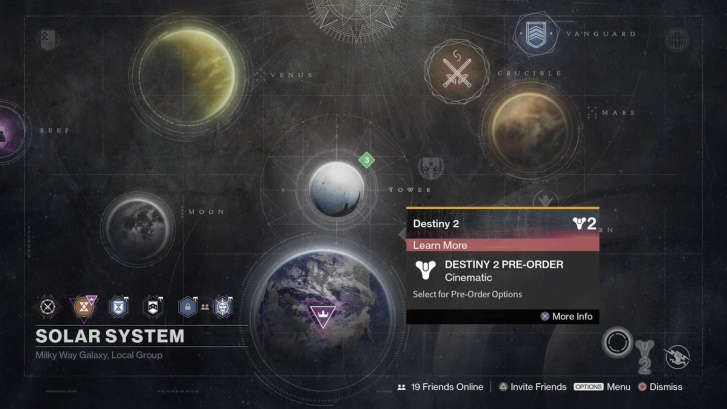 VANGUARD
CRUCIBLE
VENUS
MARS
REEF
3
TOWER
MOON
Destiny 2
2
Learn More
DESTINY 2 PRE-ORDER
Cinematic
Select for Pre-Order Options
More Info
SOLAR SYSTEM
Milky Way Galaxy, Local Group
2
19 Friends Online
Invite Friends
OPTIONS Menu
Dismiss